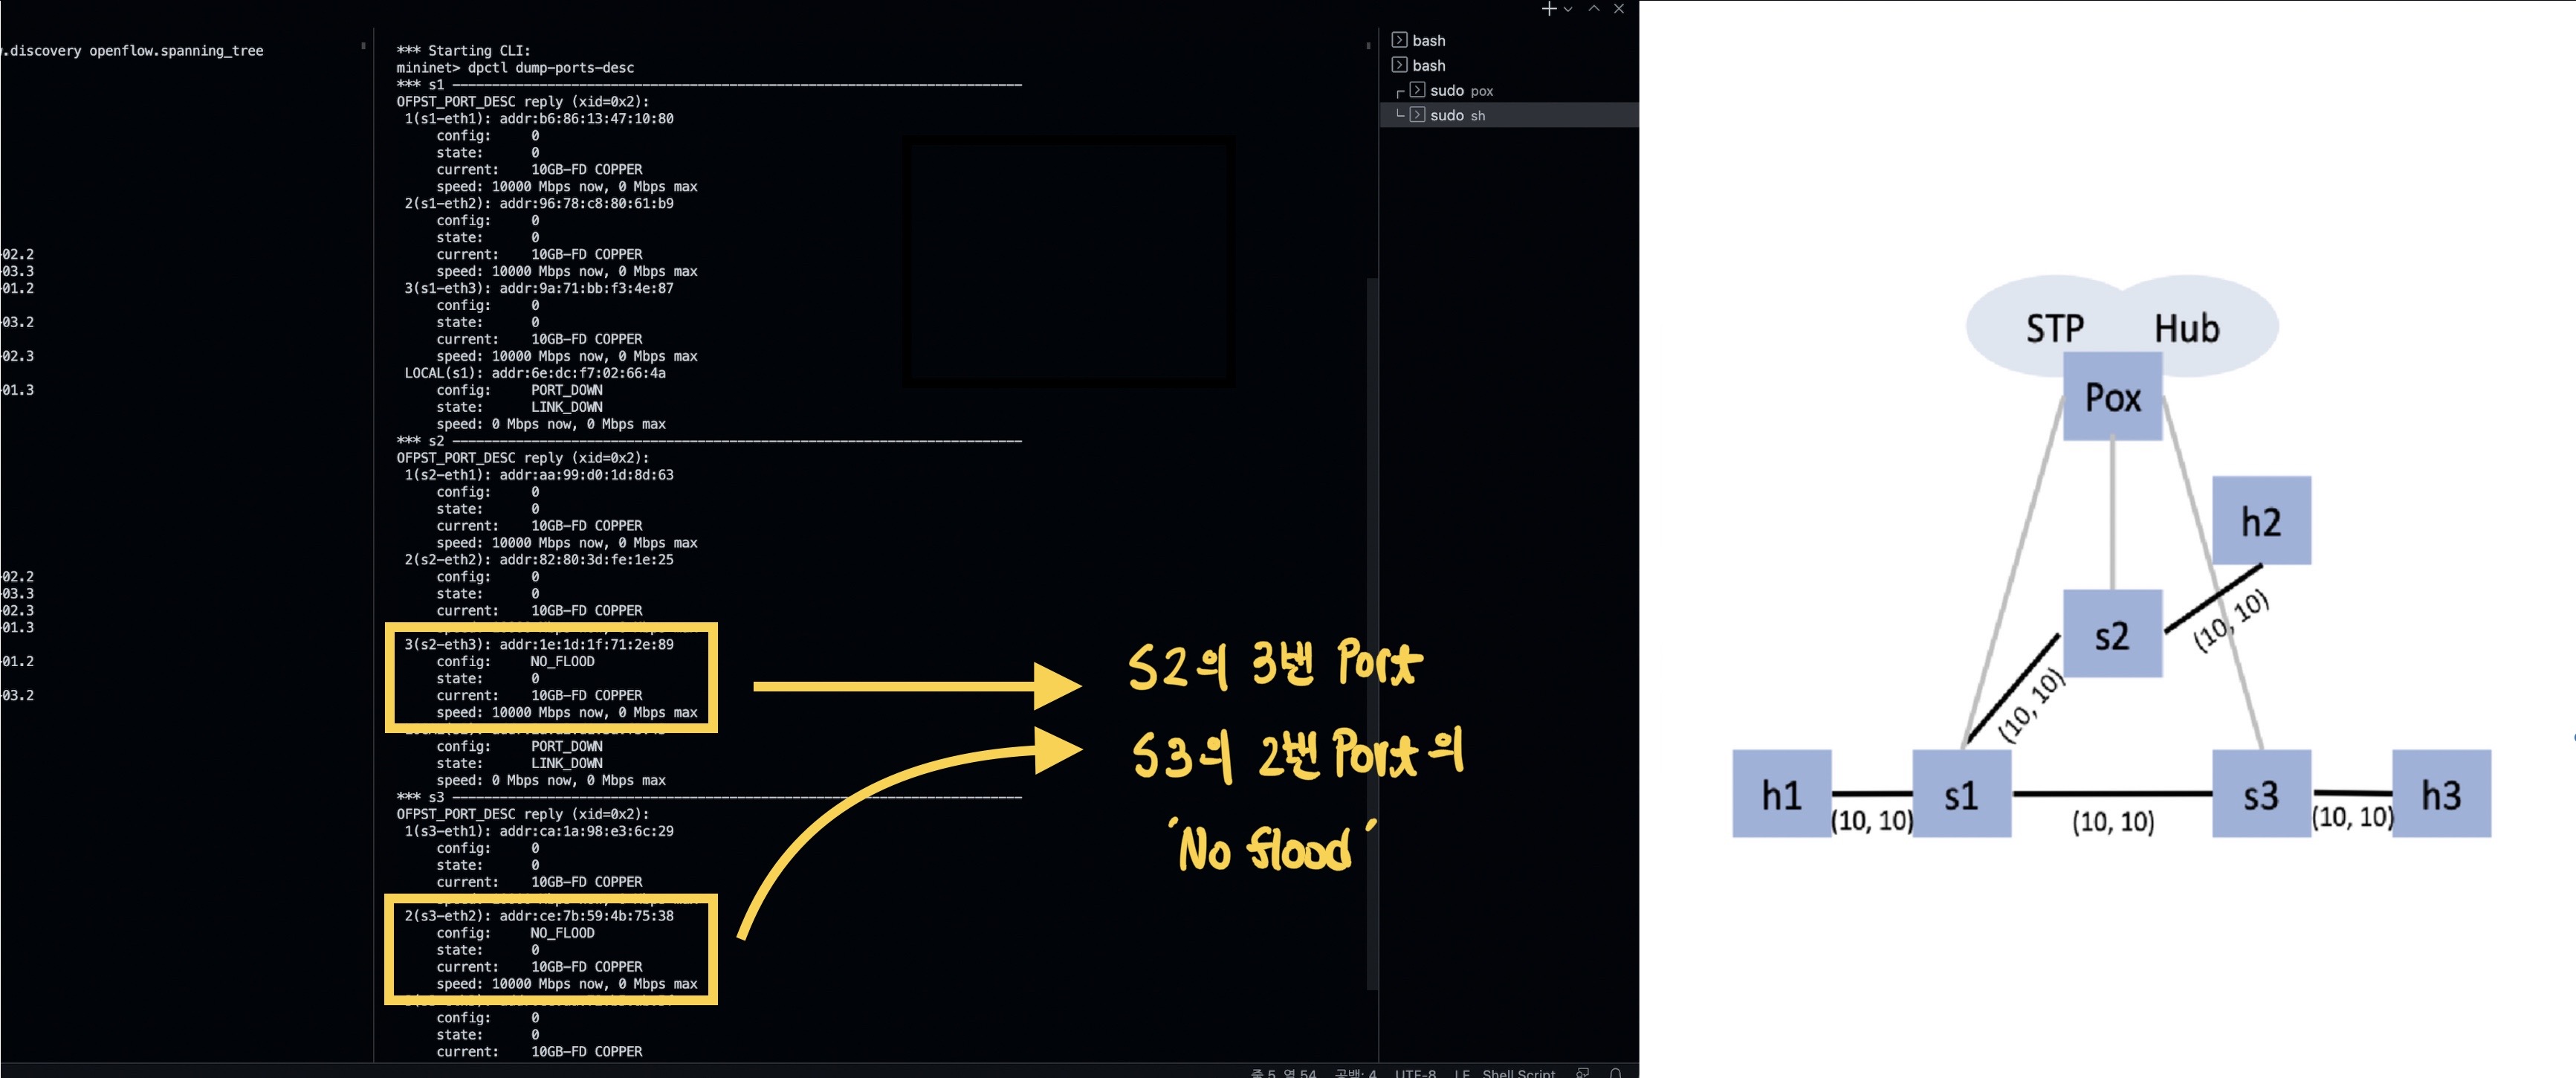 .discovery openflow.spanning_tree
02.2
03.3
01.2
03.2
02.3
01.3
02.2
03.3
02.3
01.3
01.2
03.2
*** Starting CLI:
mininet> dpctl dump-ports-desc
*** s1 ------------------------------------------------------------------------
OFPST_PORT_DESC reply (xid=0x2):
1(s1-eth1): addr:b6:86:13:47:10:80
config: 0
state: 0
current: 10GB-FD COPPER
speed: 10000 Mbps now, 0 Mbps max
2(s1-eth2): addr:96:78:c8:80:61:b9
config: 0
state: 0
current: 10GB-FD COPPER
speed: 10000 Mbps now, 0 Mbps max
3(s1-eth3): addr:9a:71:bb:f3:4e:87
config: 0
state: 0
current: 10GB-FD COPPER
speed: 10000 Mbps now, 0 Mbps max
LOCAL(s1): addr:6e:dc:f7:02:66:4a
config: PORT_DOWN
state: LINK_DOWN
speed: 0 Mbps now, 0 Mbps max
*** s2 ------------------------------------------------------------------------
OFPST_PORT_DESC reply (xid=0x2):
1(s2-eth1): addr:aa:99:d0:1d:8d:63
config: 0
state: 0
current: 10GB-FD COPPER
speed: 10000 Mbps now, 0 Mbps max
2(s2-eth2): addr:82:80:3d:fe:1e:25
config: 0
state: 0
current: 10GB-FD COPPER
3(s2-eth3): addr:1e:1d:1f:71:2e:89
config: NO_FLOOD
state: 0
current: 10GB-FD COPPER
speed: 10000 Mbps now, 0 Mbps max
config: PORT_DOWN
state: LINK_DOWN
speed: 0 Mbps now, 0 Mbps max
*** s3 ------------------------------------------------------------------------
OFPST_PORT_DESC reply (xid=0x2):
1(s3-eth1): addr:ca:1a:98:e3:6c:29
config: 0
state: 0
current: 10GB-FD COPPER
2(s3-eth2): addr:ce:7b:59:4b:75:38
config: NO_FLOOD
state: 0
current: 10GB-FD COPPER
speed: 10000 Mbps now, 0 Mbps max
config: 0
state: 0
current: 10GB-FD COPPER
S2의 3번 Port
S3의 2번 Port의
'No flood'
bash
bash
sudo pox
sudo sh
줄 5, 열 54 공백: 4 UTF-8 LF Shell Script
STP Hub
Pox
h2
s2
(10, 10)
(10, 10)
h1
s1
s3
h3
(10, 10)
(10, 10)
(10, 10)